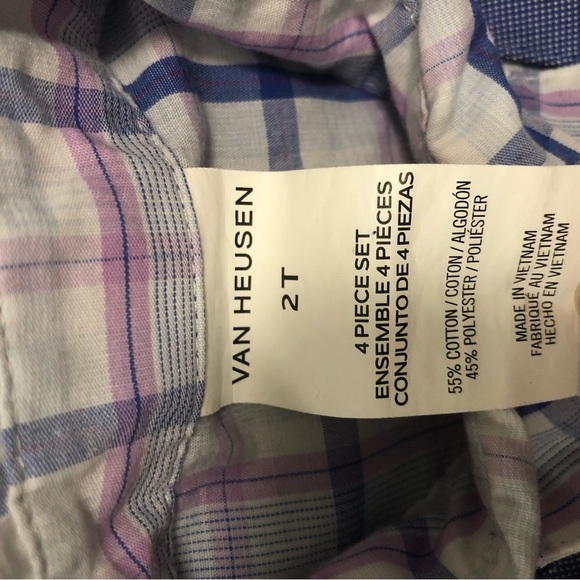 VAN HEUSEN
2T
4 PIECE SET
ENSEMBLE 4 PIÈCES
CONJUNTO DE 4 PIEZAS
55% COTTON / COTON / ALGODÓN
45% POLYESTER / POLIÉSTER
MADE IN VIETNAM
FABRIQUÉ AU VIETNAM
HECHO EN VIETNAM